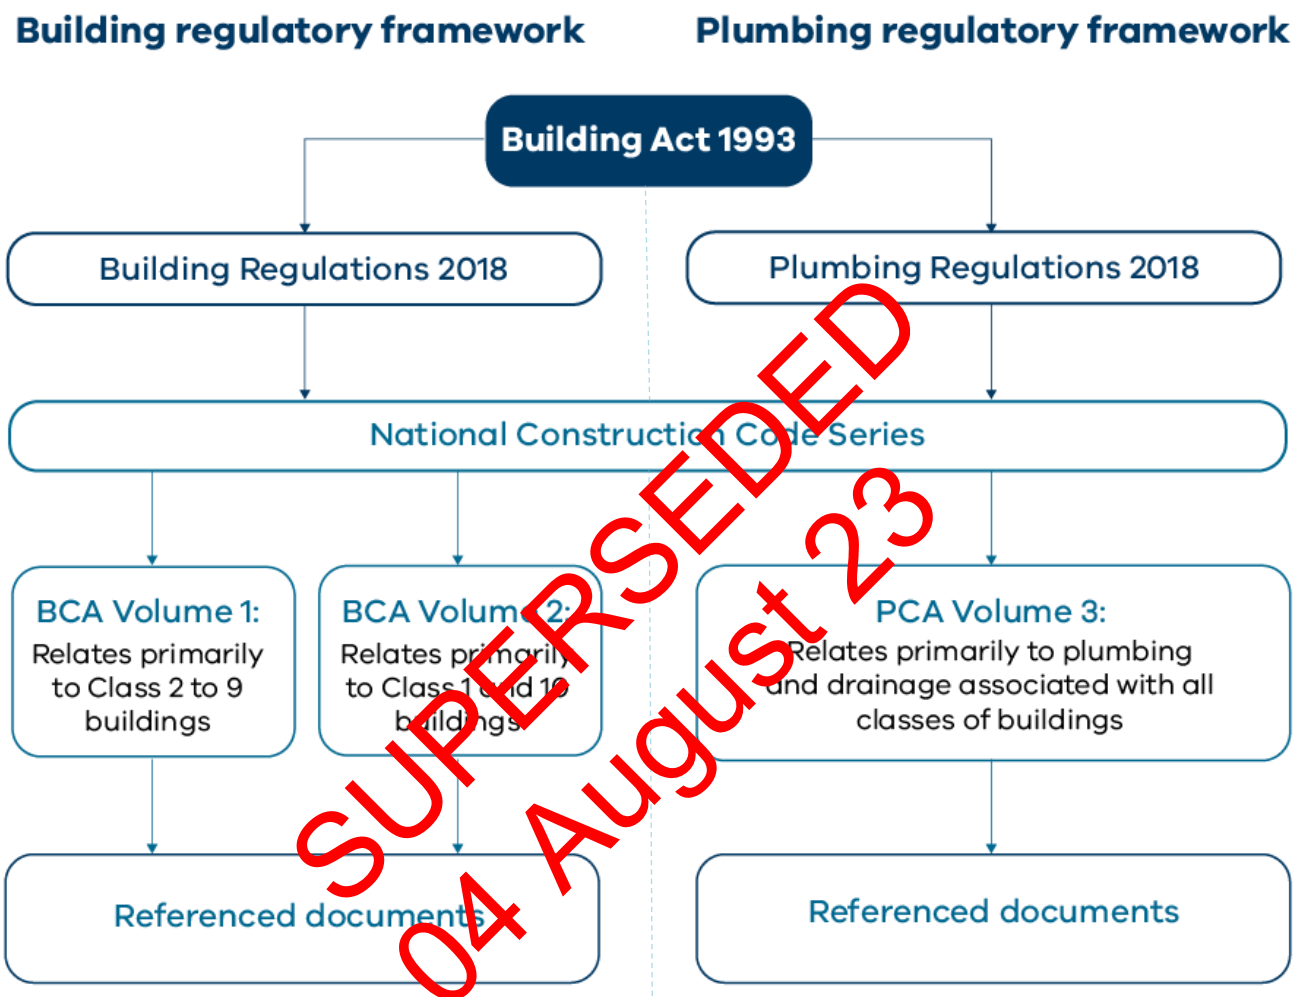 Building regulatory framework
Plumbing regulatory framework
Building Act 1993
Building Regulations 2018
Plumbing Regulations 2018
National Construction Code Series
BCA Volume 1:
Relates primarily
to Class 2 to 9
buildings
BCA Volume 2:
Relates primarily
to Class 1 and 10
buildings
PCA Volume 3:
Relates primarily to plumbing
and drainage associated with all
classes of buildings
Referenced documents
Referenced documents
SUPERSEDED
04 August 23